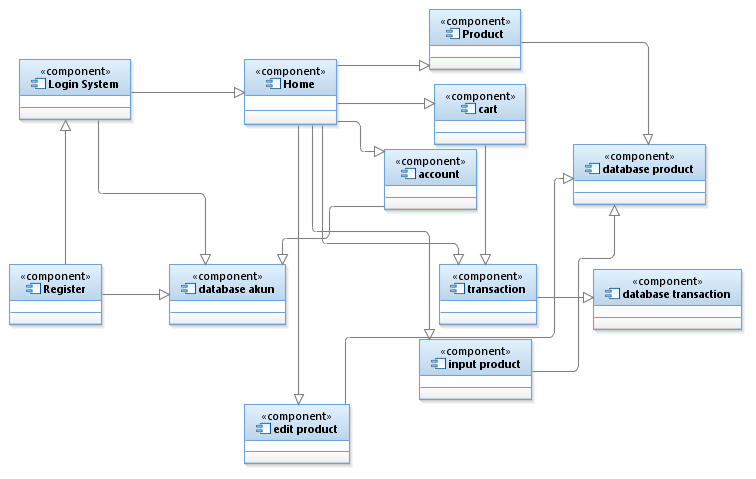 «component»
Product
«component»
Login System
«component»
Home
«component»
cart
«component»
account
«component»
database product
«component»
Register
«component»
database akun
«component»
transaction
«component»
database transaction
«component»
input product
«component»
edit product